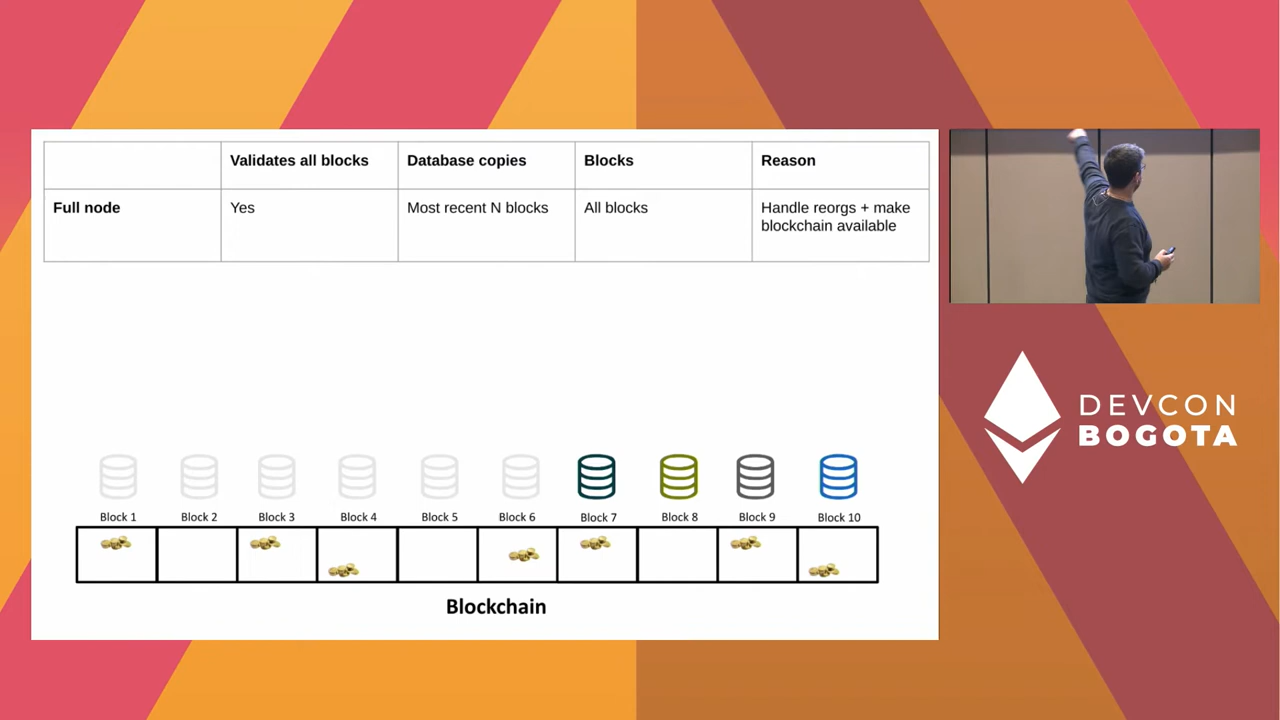 Validates all blocks
Database copies
Blocks
Reason
Full node
Yes
Most recent N blocks
All blocks
Handle reorgs + make
blockchain available
Block 1
Block 2
Block 3
Block 4
Block 5
Block 6
Block 7
Block 8
Block 9
Block 10
Blockchain
DEVCON
BOGOTA